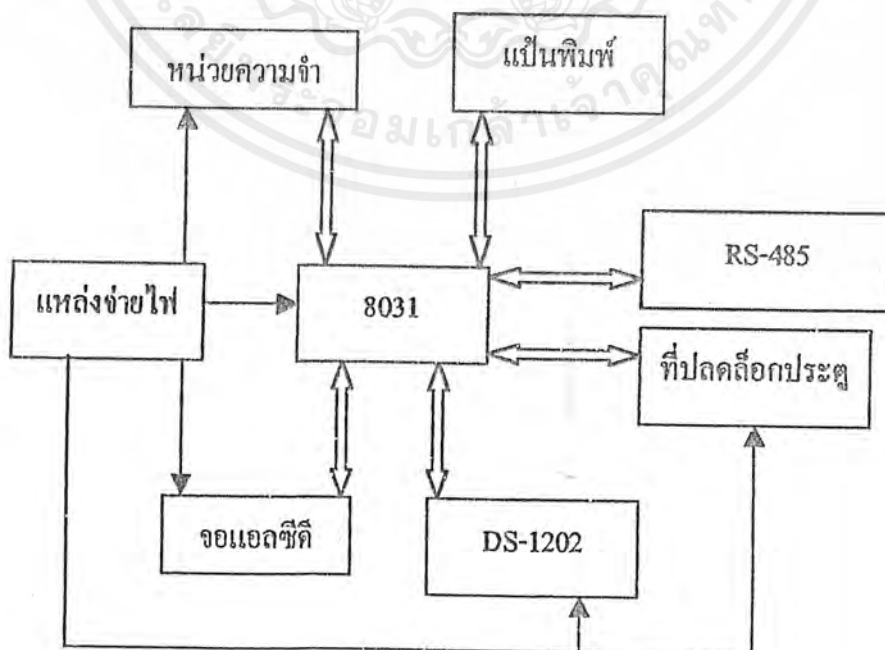 หน่วยความจำ
แป้นพิมพ์
RS-485
แหล่งจ่ายไฟ
8031
ที่ปลดล็อกประตู
จอแอลซีดี
DS-1202